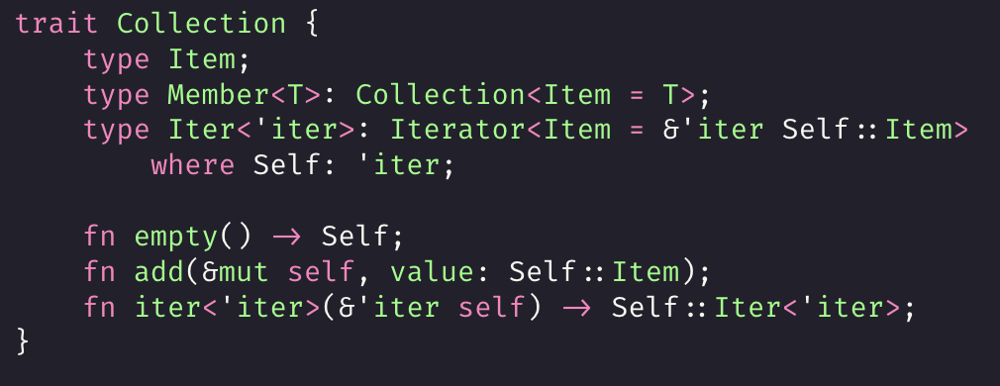 trait Collection {
    type Item;
    type Member<T>: Collection<Item = T>;
    type Iter<'iter>: Iterator<Item = &'iter Self::Item>
        where Self: 'iter;

    fn empty() -> Self;
    fn add(&mut self, value: Self::Item);
    fn iter<'iter>(&'iter self) -> Self::Iter<'iter>;
}